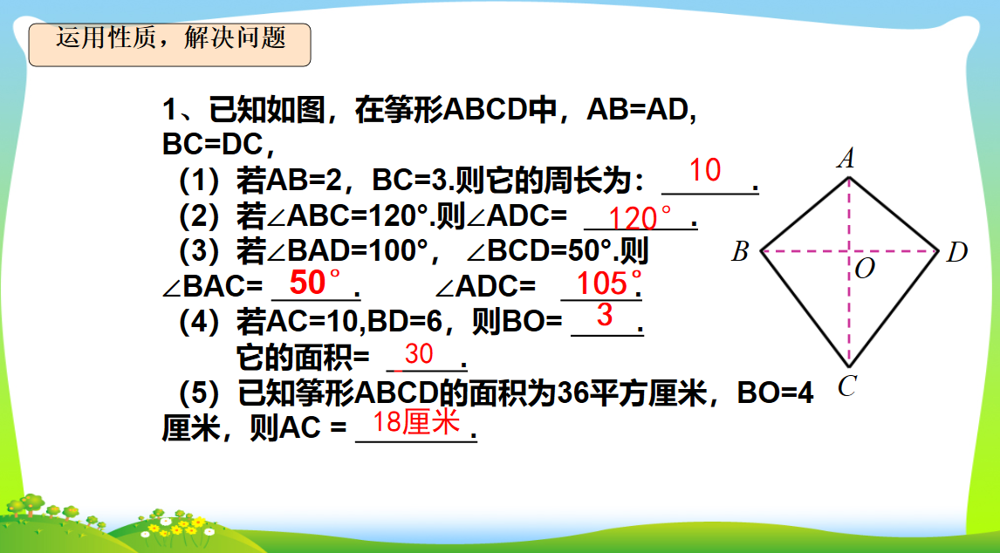 运用性质，解决问题
1、已知如图，在筝形ABCD中，AB=AD,
BC=DC，
（1）若AB=2，BC=3.则它的周长为： 10 .
（2）若∠ABC=120°.则∠ADC= 120° .
（3）若∠BAD=100°， ∠BCD=50°.则
∠BAC= 50° . ∠ADC= 105° .
（4）若AC=10,BD=6，则BO= 3 .
它的面积= 30 .
（5）已知筝形ABCD的面积为36平方厘米，BO=4
厘米，则AC = 18厘米 .
A
B
D
O
C